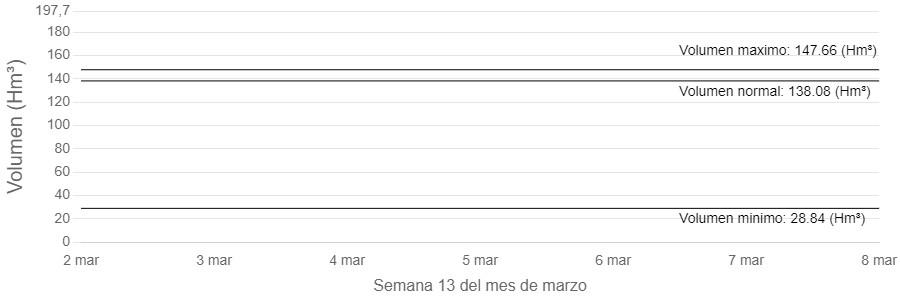 197,7
180
160
140
120
100
80
60
40
20
0
Volumen (Hm³)
Volumen maximo: 147.66 (Hm³)
Volumen normal: 138.08 (Hm³)
Volumen minimo: 28.84 (Hm³)
2 mar 3 mar 4 mar 5 mar 6 mar 7 mar 8 mar
Semana 13 del mes de marzo